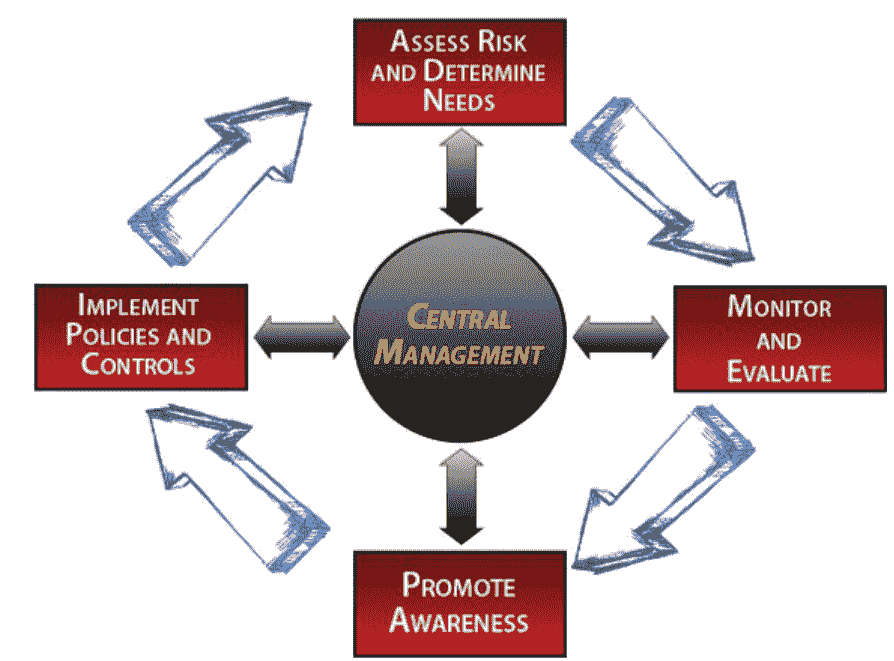 ASSESS RISK
AND DETERMINE
NEEDS
IMPLEMENT
POLICIES AND
CONTROLS
CENTRAL
MANAGEMENT
MONITOR
AND
EVALUATE
PROMOTE
AWARENESS